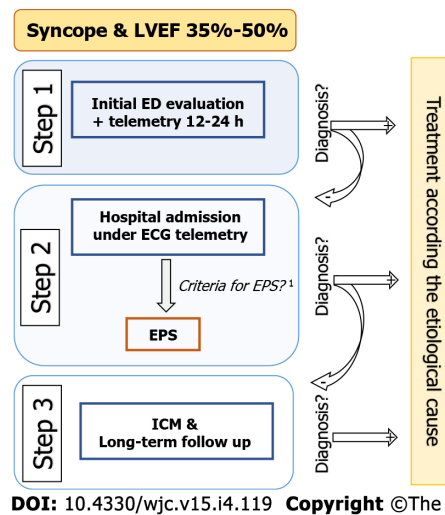 Syncope & LVEF 35%-50%
Step 1
Initial ED evaluation
+ telemetry 12-24 h
Diagnosis?
+
-
Step 2
Hospital admission
under ECG telemetry
Criteria for EPS? 1
EPS
Diagnosis?
+
-
Step 3
ICM &
Long-term follow up
Diagnosis?
+
Treatment according the etiological cause
DOI: 10.4330/wjc.v15.i4.119 Copyright ©The